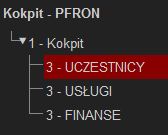 Kokpit - PFRON
1 - Kokpit
3 - UCZESTNICY
3 - USŁUGI
3 - FINANSE